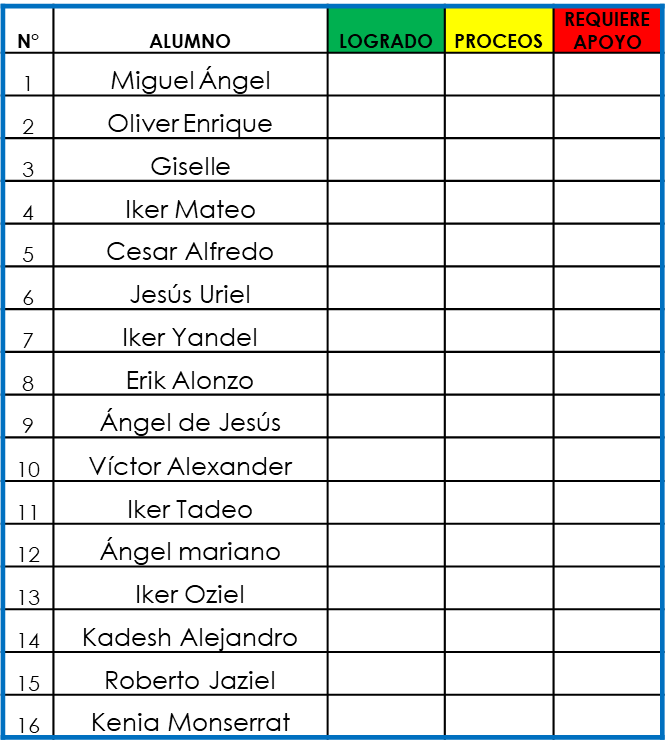 N° ALUMNO LOGRADO PROCEOS REQUIERE
APOYO
1 Miguel Ángel
2 Oliver Enrique
3 Giselle
4 Iker Mateo
5 Cesar Alfredo
6 Jesús Uriel
7 Iker Yandel
8 Erik Alonzo
9 Ángel de Jesús
10 Víctor Alexander
11 Iker Tadeo
12 Ángel mariano
13 Iker Oziel
14 Kadesh Alejandro
15 Roberto Jaziel
16 Kenia Monserrat